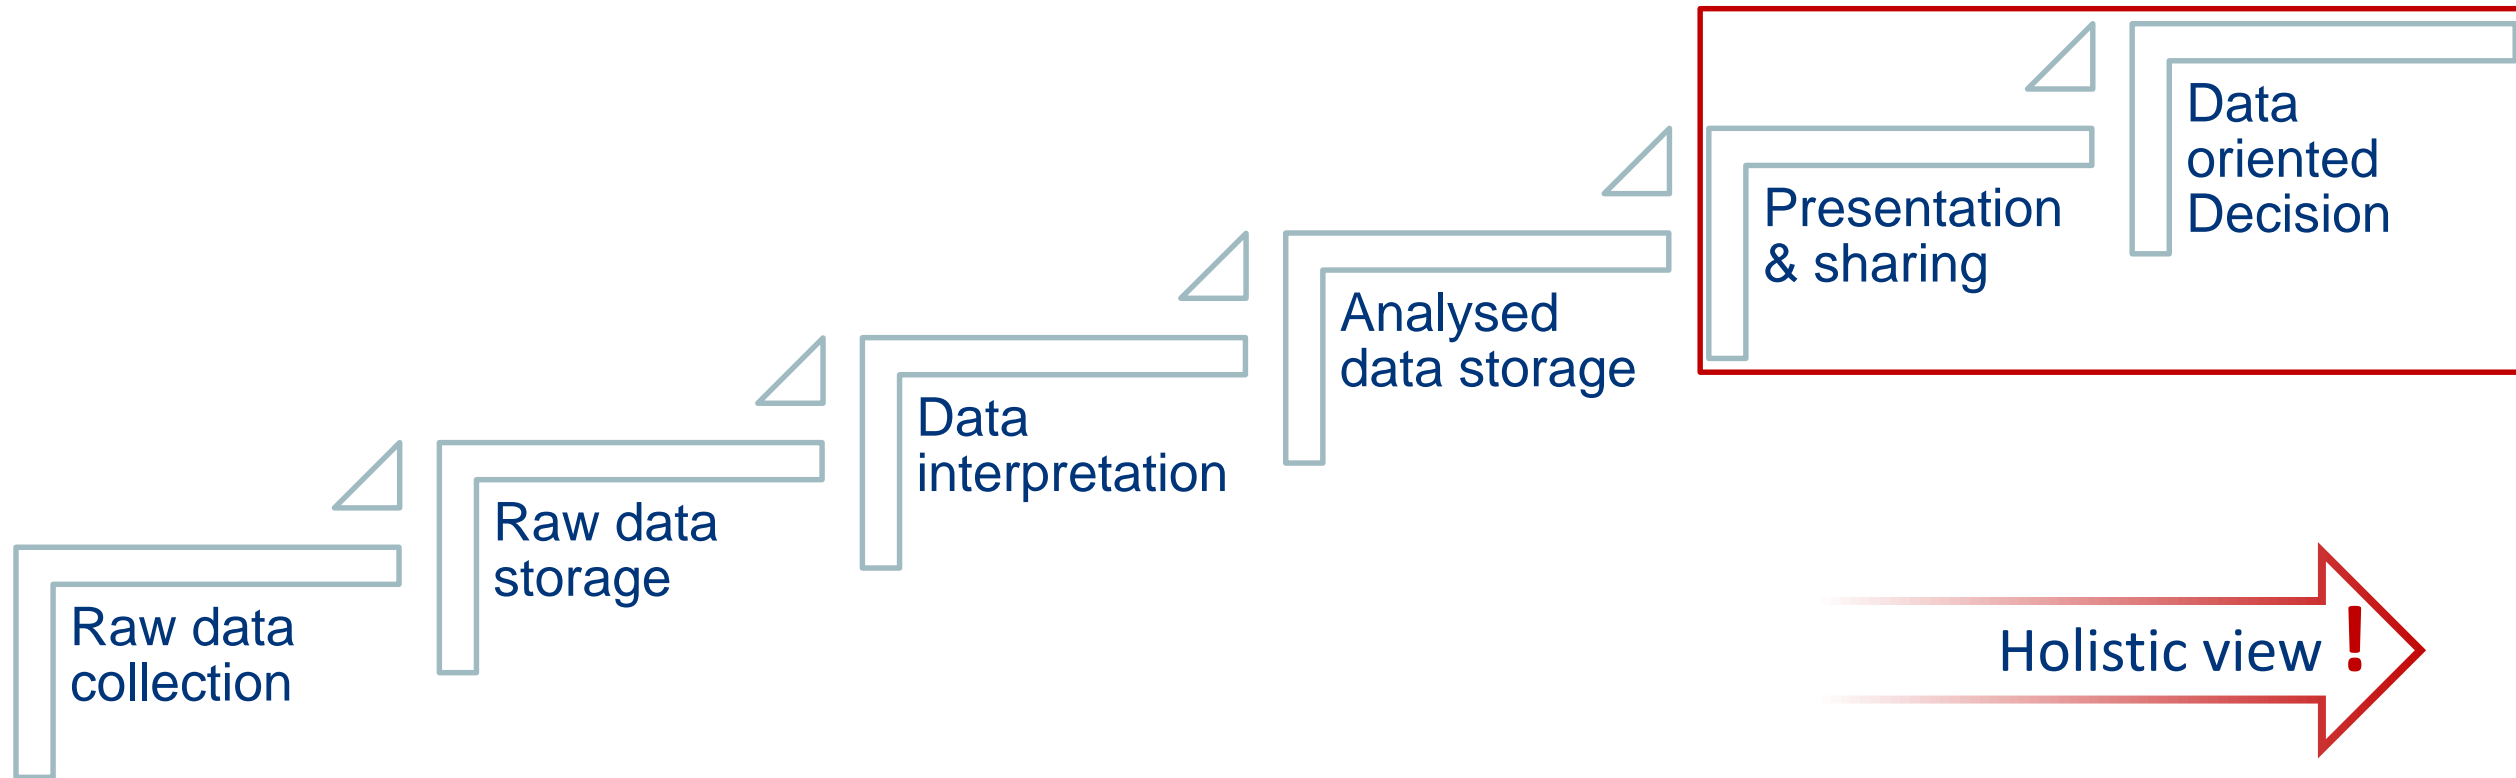 Raw data
collection
Raw data
storage
Data
interpretation
Analysed
data storage
Presentation
& sharing
Data
oriented
Decision
Holistic view !